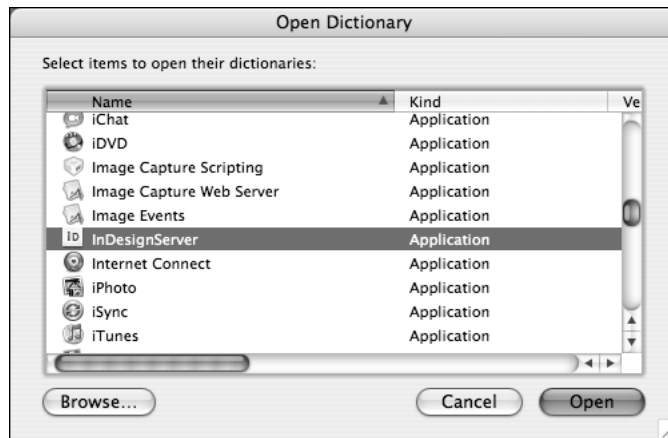 Open Dictionary
Select items to open their dictionaries:
Name Kind Ve
iChat Application
iDVD Application
Image Capture Scripting Application
Image Capture Web Server Application
Image Events Application
ID InDesignServer Application
Internet Connect Application
iPhoto Application
iSync Application
iTunes Application
Browse... Cancel Open